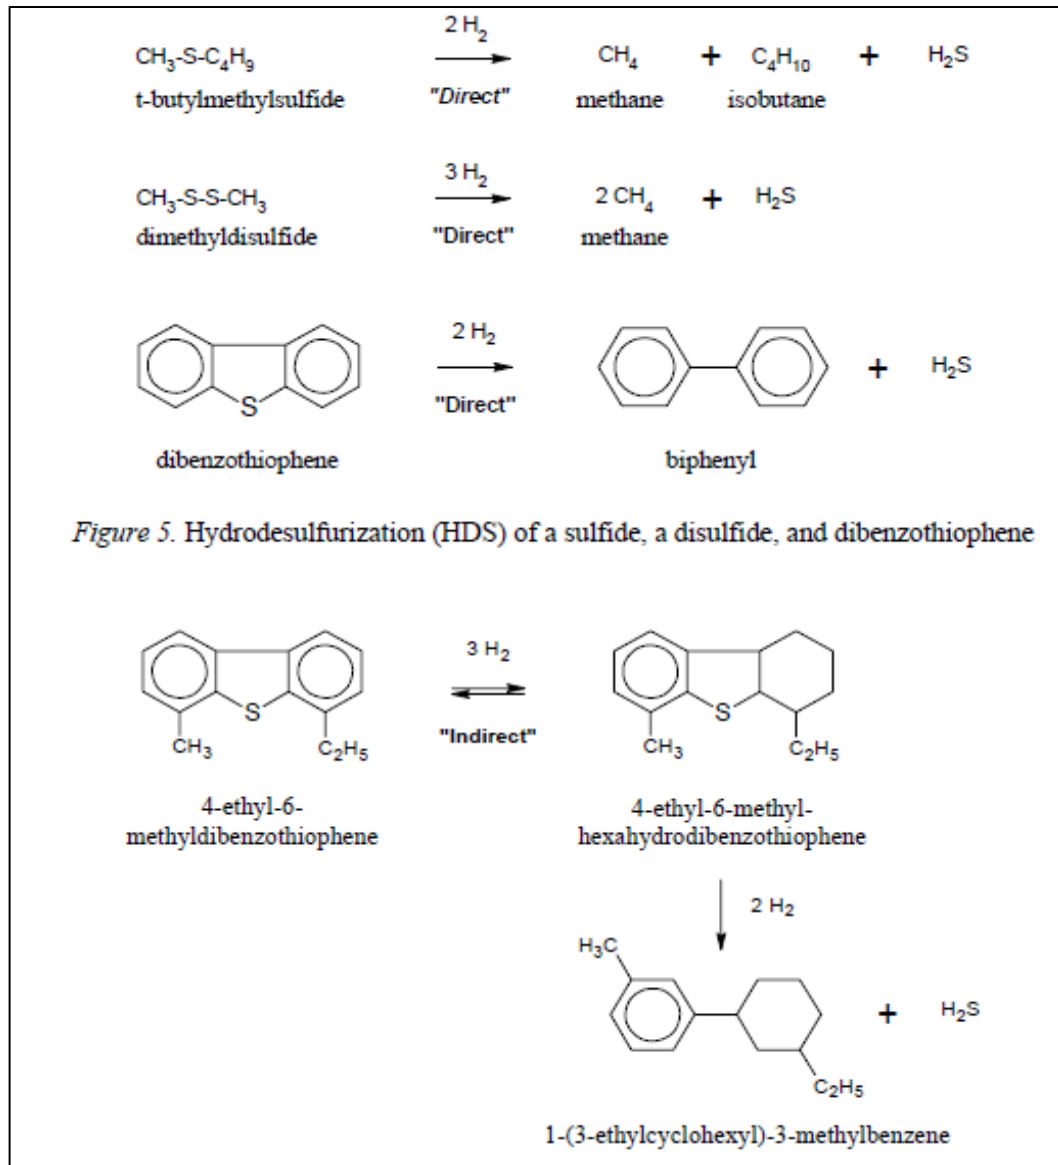 2 H₂
CH₃-S-C₄H₉ CH₄ + C₄H₁₀ + H₂S
t-butylmethylsulfide "Direct" methane isobutane
3 H₂
CH₃-S-S-CH₃ 2 CH₄ + H₂S
dimethyldisulfide "Direct" methane
2 H₂
+ H₂S
S "Direct"
dibenzothiophene biphenyl
Figure 5. Hydrodesulfurization (HDS) of a sulfide, a disulfide, and dibenzothiophene
3 H₂
S "Indirect" S
CH₃ C₂H₅ CH₃ C₂H₅
4-ethyl-6- 4-ethyl-6-methyl-
methyldibenzothiophene hexahydrodibenzothiophene
2 H₂
H₃C
+ H₂S
C₂H₅
1-(3-ethylcyclohexyl)-3-methylbenzene